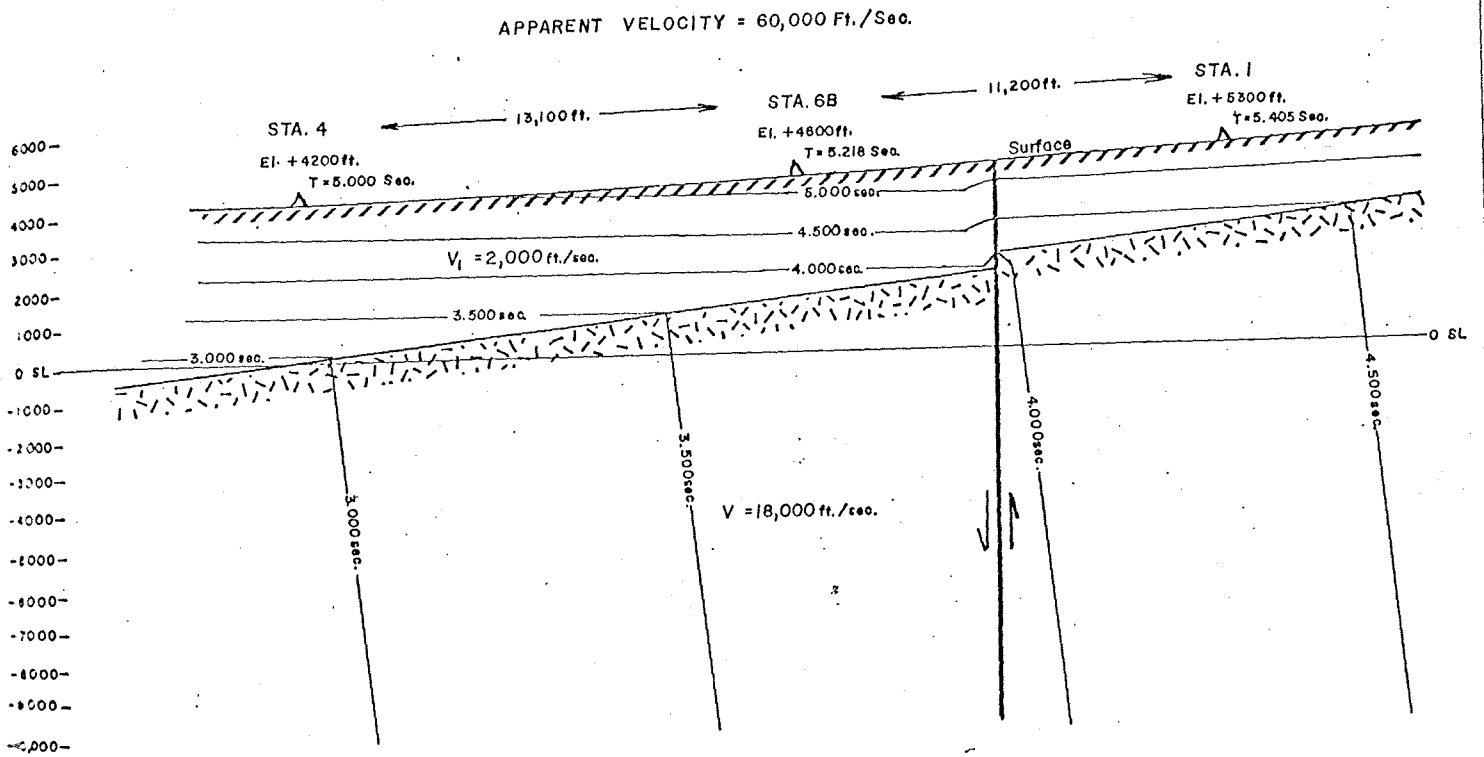 APPARENT VELOCITY = 60,000 Ft./Sec.
STA. 4
13,100 ft.
STA. 6B
11,200 ft.
STA. 1
El. +4200 ft.
T = 5.000 Sec.
El. +4600 ft.
T = 5.218 Sec.
El. +5300 ft.
T = 5.405 Sec.
Surface
6000
5000
4000
3000
2000
1000
0 SL
-1000
-2000
-3000
-4000
-5000
-6000
-7000
-8000
5.000 sec.
4.500 sec.
V₁ = 2,000 ft./sec.
4.000 sec.
3.500 sec.
3.000 sec.
0 SL
3.000 sec.
3.500 sec.
V = 18,000 ft./sec.
4.000 sec.
4.500 sec.